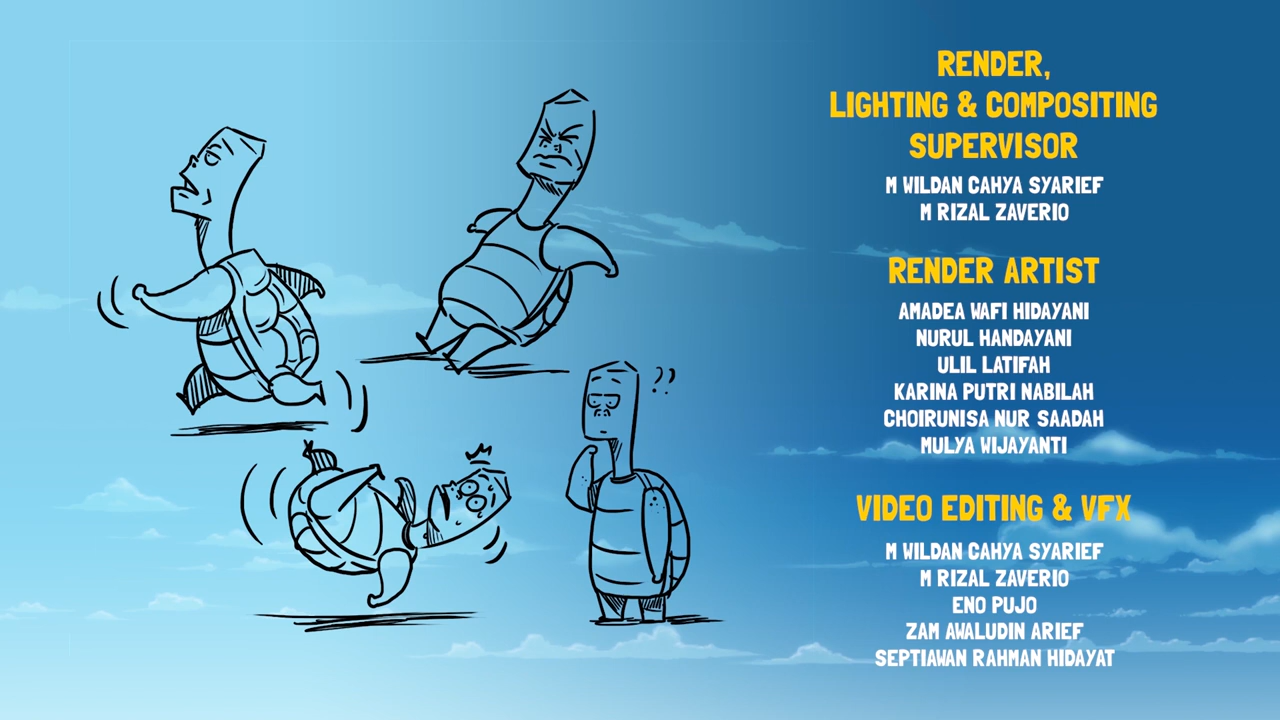 ??
RENDER,
LIGHTING & COMPOSITING
SUPERVISOR
M WILDAN CAHYA SYARIEF
M RIZAL ZAVERIO
RENDER ARTIST
AMADEA WAFI HIDAYANI
NURUL HANDAYANI
ULIL LATIFAH
KARINA PUTRI NABILAH
CHOIRUNISA NUR SAADAH
MULYA WIJAYANTI
VIDEO EDITING & VFX
M WILDAN CAHYA SYARIEF
M RIZAL ZAVERIO
ENO PUJO
ZAM AWALUDIN ARIEF
SEPTIAWAN RAHMAN HIDAYAT